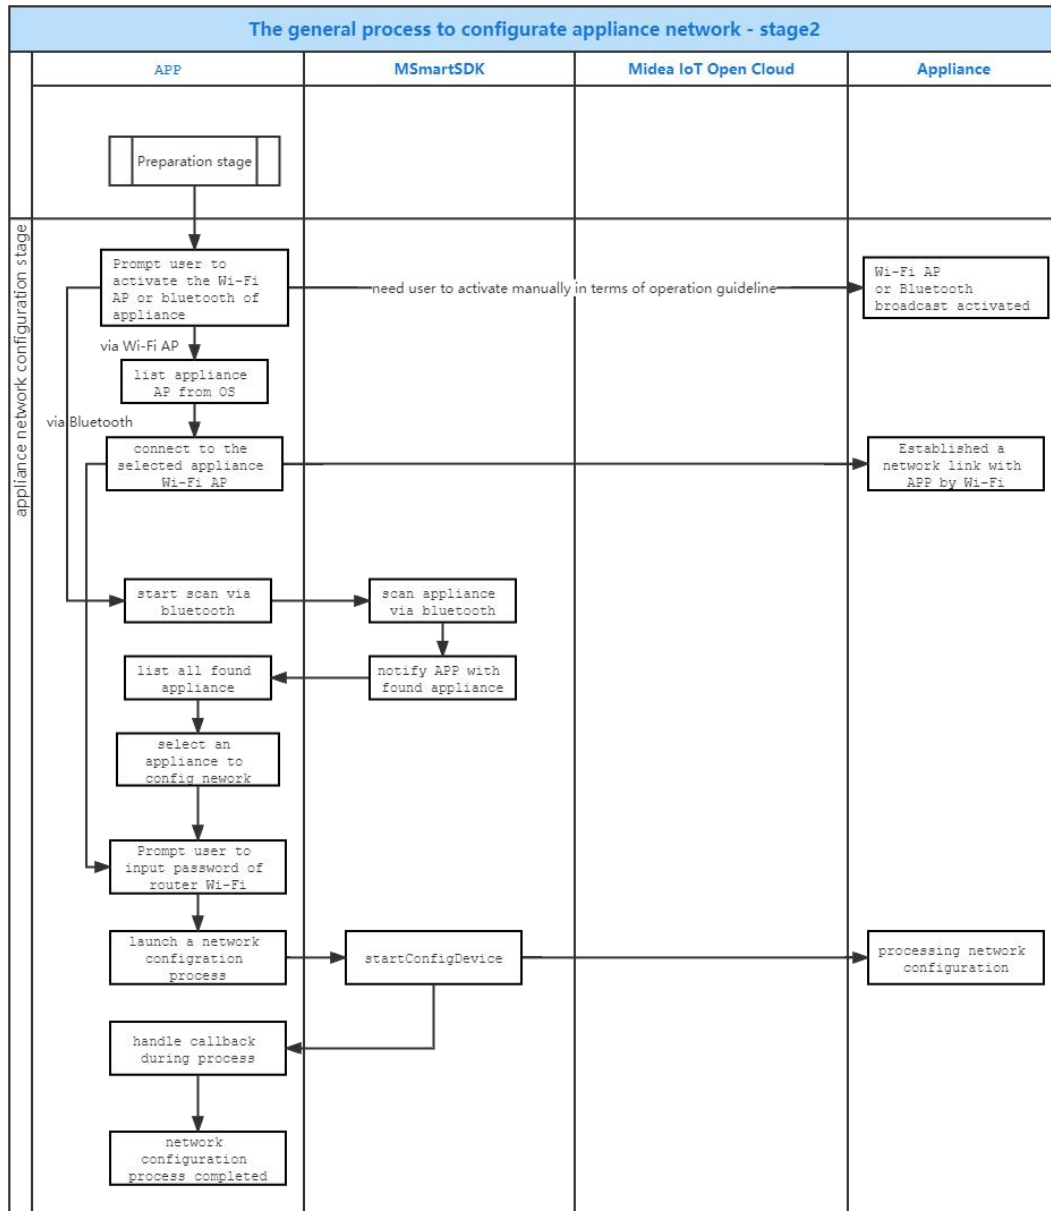 The general process to configurate appliance network - stage2
APP
MSmartSDK
Midea IoT Open Cloud
Appliance
Preparation stage
appliance network configuration stage
Prompt user to
activate the Wi-Fi
AP or bluetooth of
appliance
need user to activate manually in terms of operation guideline
Wi-Fi AP
or Bluetooth
broadcast activated
via Wi-Fi AP
list appliance
AP from OS
via Bluetooth
connect to the
selected appliance
Wi-Fi AP
Established a
network link with
APP by Wi-Fi
start scan via
bluetooth
scan appliance
via bluetooth
list all found
appliance
notify APP with
found appliance
select an
appliance to
config nework
Prompt user to
input password of
router Wi-Fi
launch a network
configration
process
startConfigDevice
processing network
configuration
handle callback
during process
network
configuration
process completed